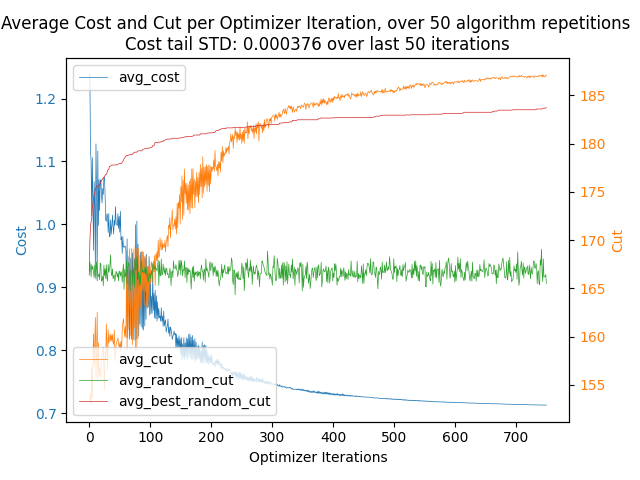 Average Cost and Cut per Optimizer Iteration, over 50 algorithm repetitions
Cost tail STD: 0.000376 over last 50 iterations
avg_cost
1.2
1.1
1.0
0.9
0.8
0.7
Cost
185
180
175
170
165
160
155
Cut
avg_cut
avg_random_cut
avg_best_random_cut
0 100 200 300 400 500 600 700
Optimizer Iterations